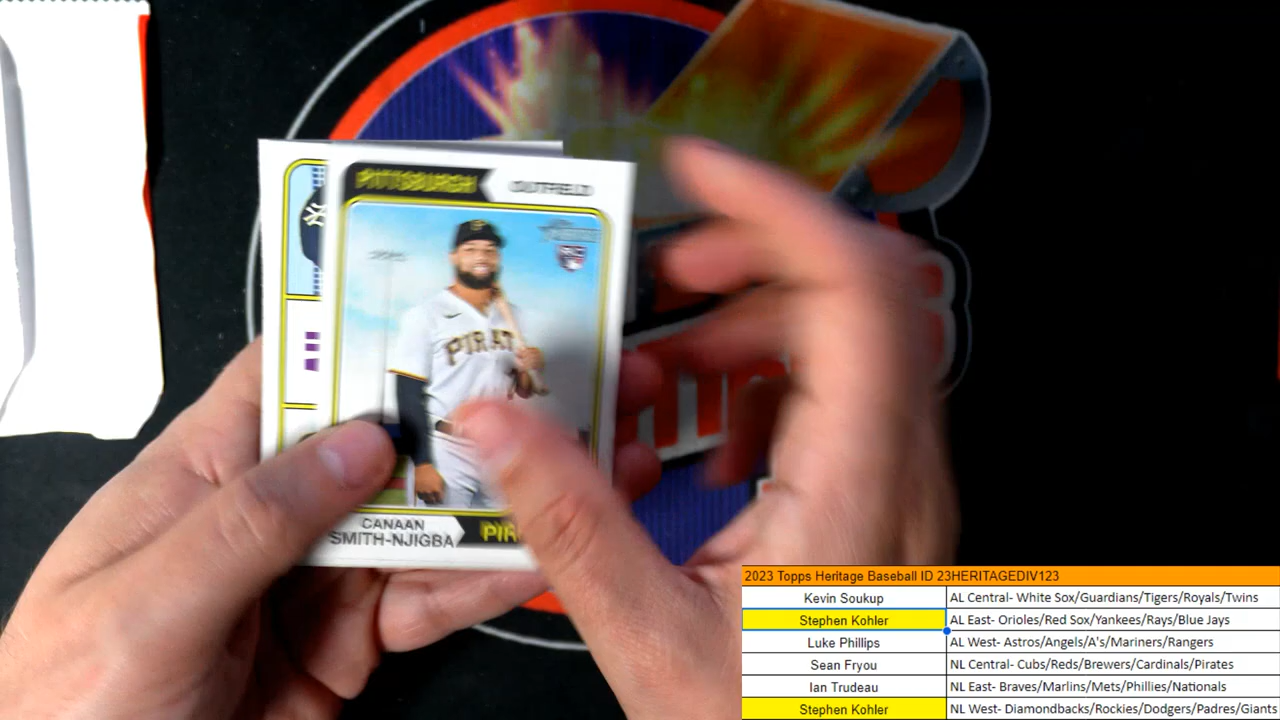 PITTSBURGH OUTFIELD
PIRAT
CANAAN
SMITH-NJIGBA
PIR
2023 Topps Heritage Baseball ID 23HERITAGEDIV123
Kevin Soukup AL Central- White Sox/Guardians/Tigers/Royals/Twins
Stephen Kohler AL East- Orioles/Red Sox/Yankees/Rays/Blue Jays
Luke Phillips AL West- Astros/Angels/A's/Mariners/Rangers
Sean Fryou NL Central- Cubs/Reds/Brewers/Cardinals/Pirates
Ian Trudeau NL East- Braves/Marlins/Mets/Phillies/Nationals
Stephen Kohler NL West- Diamondbacks/Rockies/Dodgers/Padres/Giants